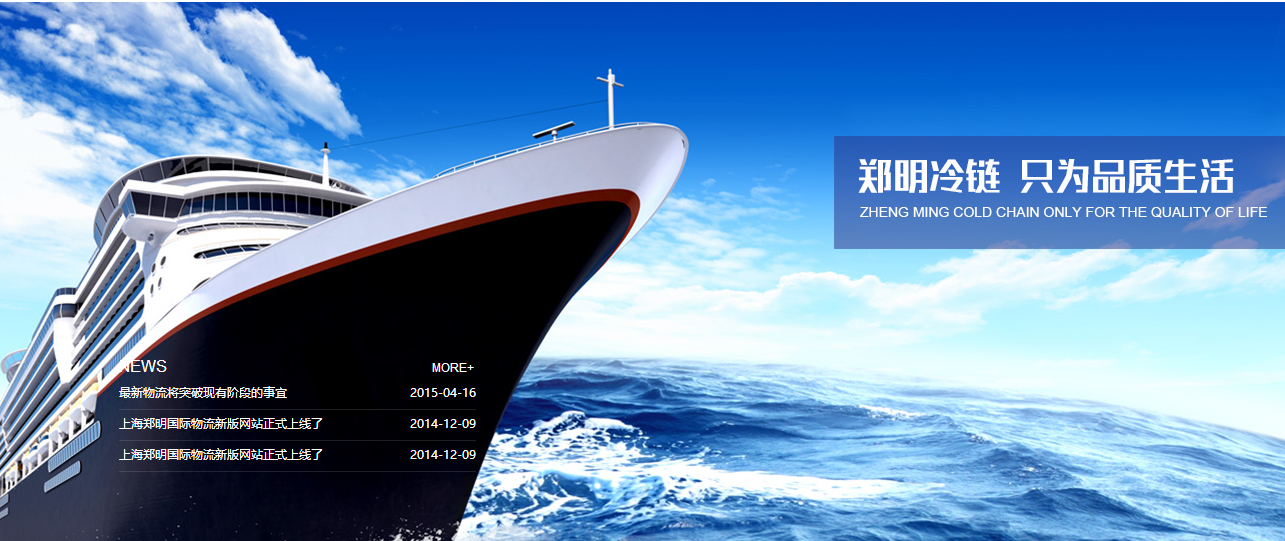 郑明冷链 只为品质生活
ZHENG MING COLD CHAIN ONLY FOR THE QUALITY OF LIFE
NEWS MORE+
最新物流将突破现有阶段的事宜 2015-04-16
上海郑明国际物流新版网站正式上线了 2014-12-09
上海郑明国际物流新版网站正式上线了 2014-12-09